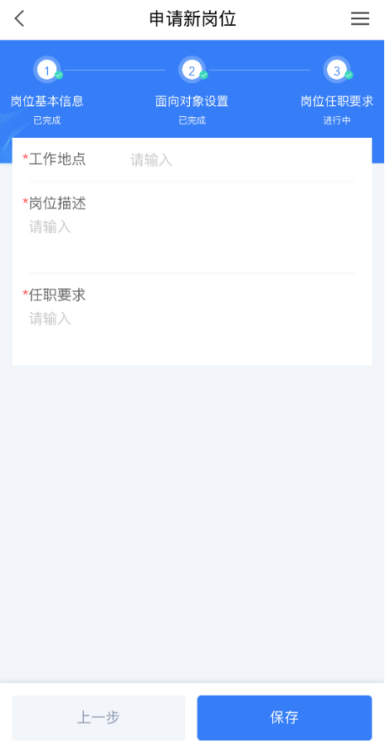 申请新岗位
1 2 3
岗位基本信息 面向对象设置 岗位任职要求
已完成 已完成 进行中
*工作地点 请输入
*岗位描述
请输入
*任职要求
请输入
上一步 保存